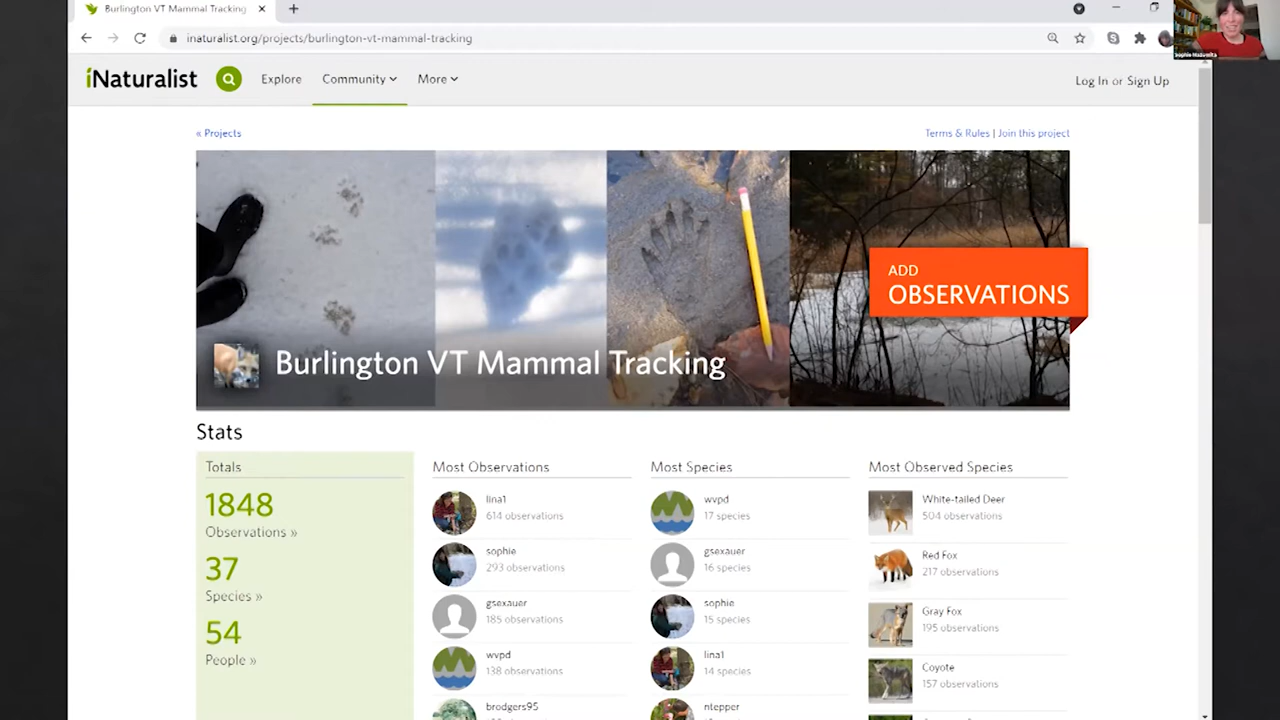 Burlington VT Mammal Tracking
inaturalist.org/projects/burlington-vt-mammal-tracking
iNaturalist
Explore
Community
More
Log In or Sign Up
« Projects
Terms & Rules | Join this project
ADD
OBSERVATIONS
Burlington VT Mammal Tracking
Stats
Totals
1848
Observations »
37
Species »
54
People »
Most Observations
lina1
614 observations
sophie
293 observations
gsexauer
185 observations
wvpd
138 observations
brodgers95
Most Species
wvpd
17 species
gsexauer
16 species
sophie
15 species
lina1
14 species
ntepper
Most Observed Species
White-tailed Deer
504 observations
Red Fox
217 observations
Gray Fox
195 observations
Coyote
157 observations